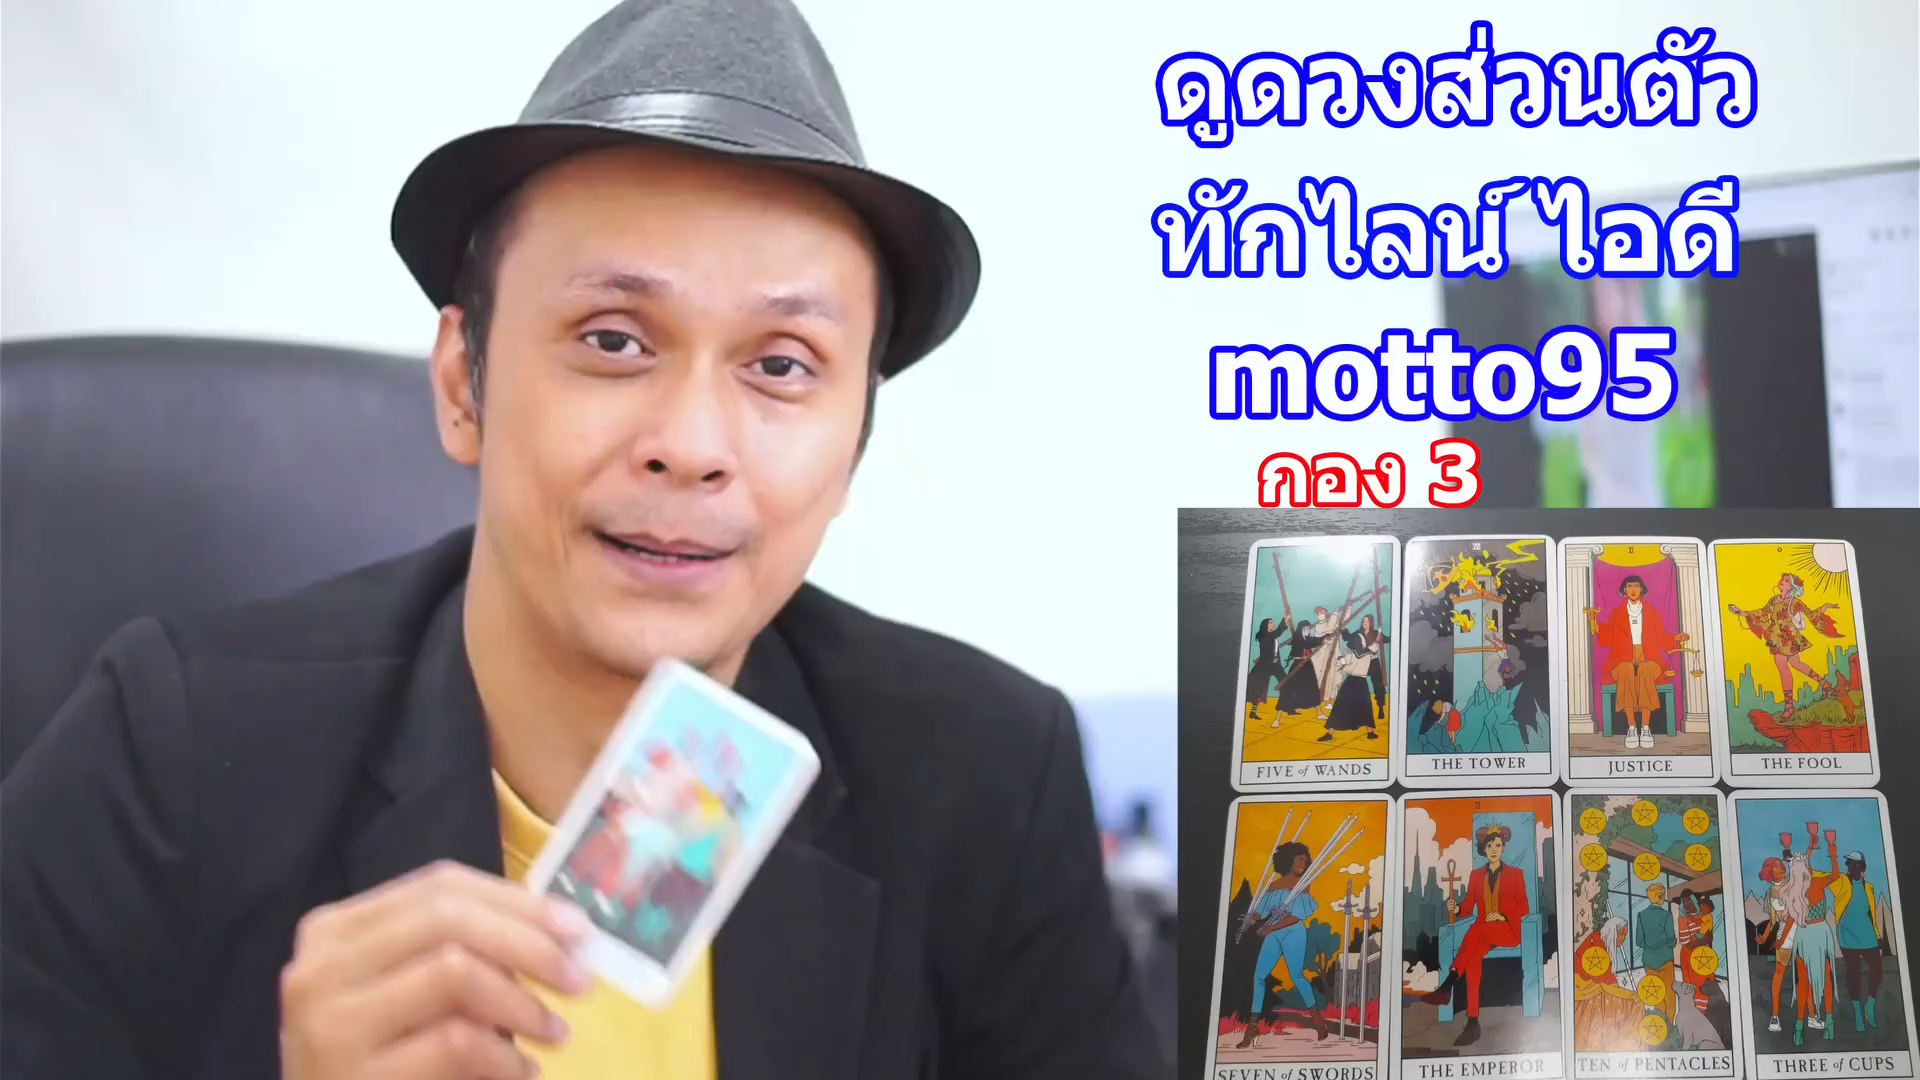 ดูดวงส่วนตัว
ทักไลน์ ไอดี
motto95
กอง 3
FIVE of WANDS
THE TOWER
JUSTICE
THE FOOL
SEVEN of SWORDS
THE EMPEROR
TEN of PENTACLES
THREE of CUPS